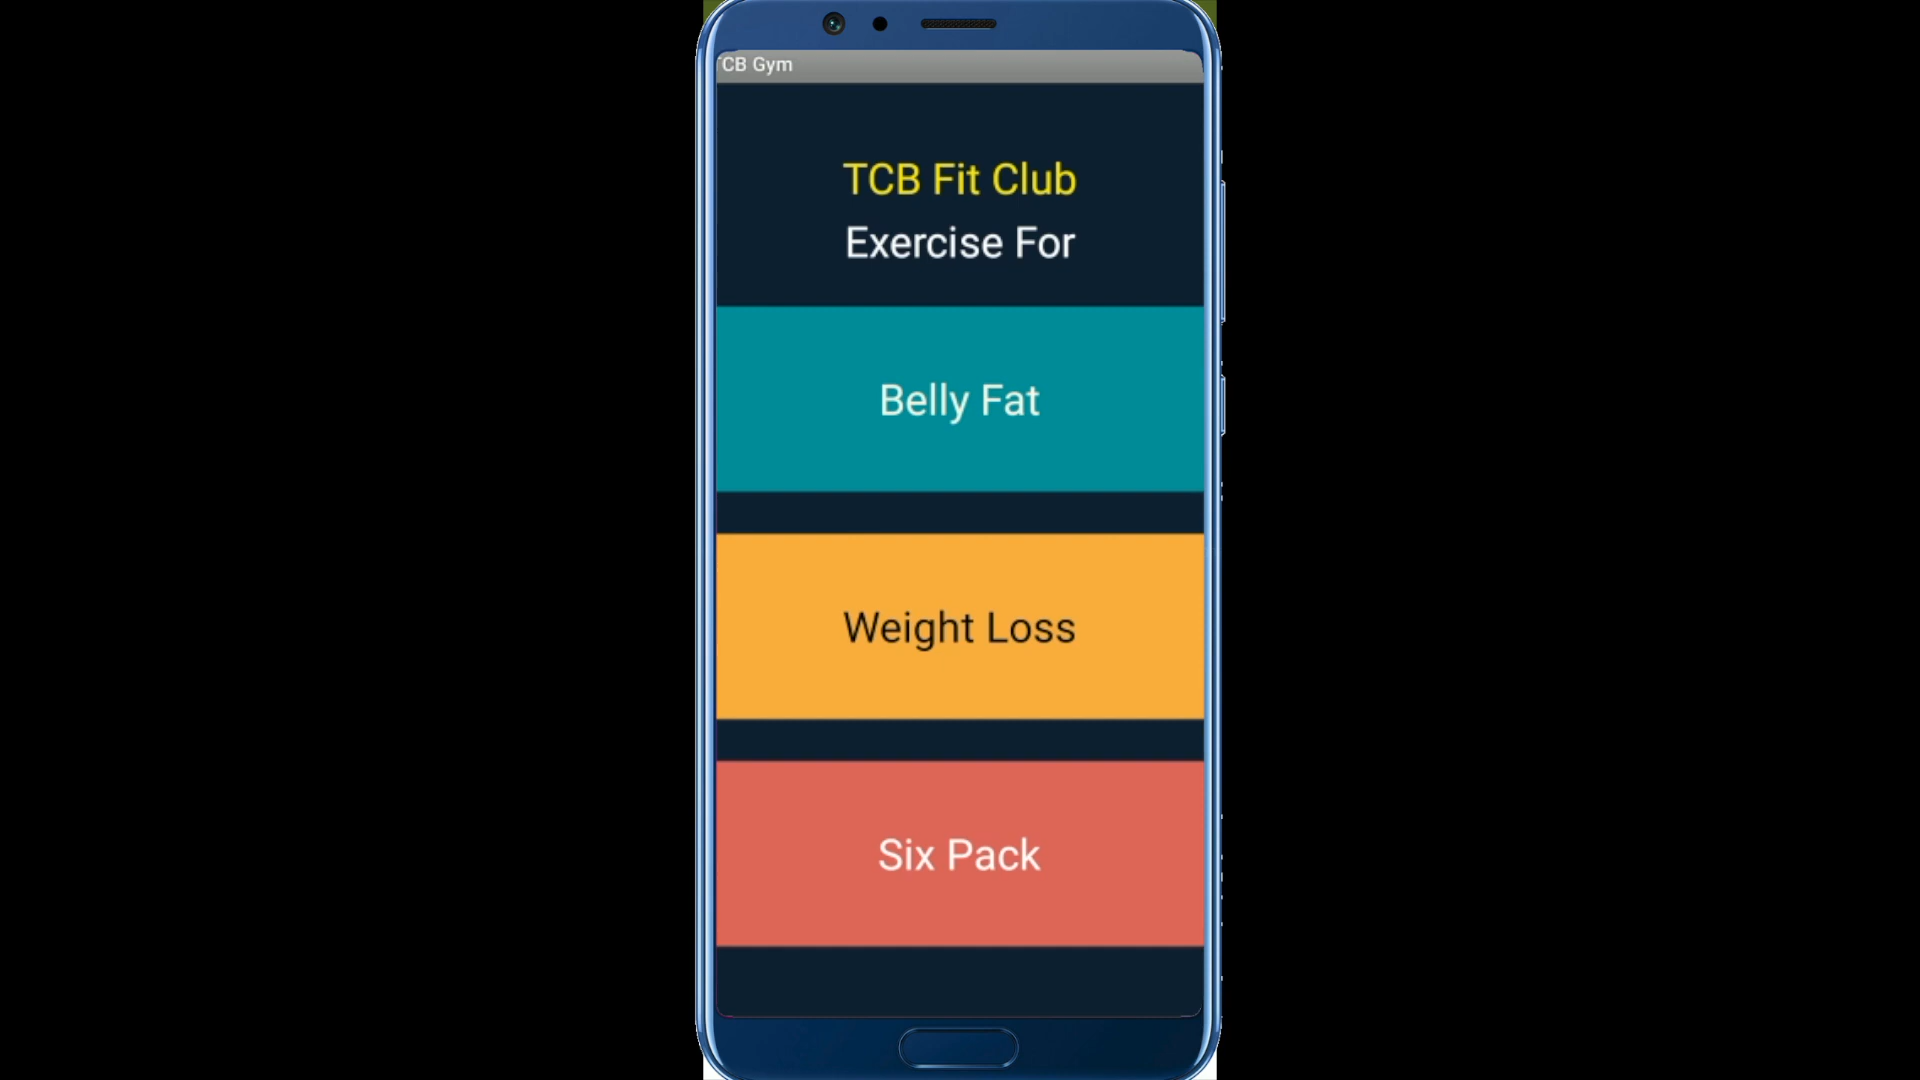 CB Gym
TCB Fit Club
Exercise For
Belly Fat
Weight Loss
Six Pack